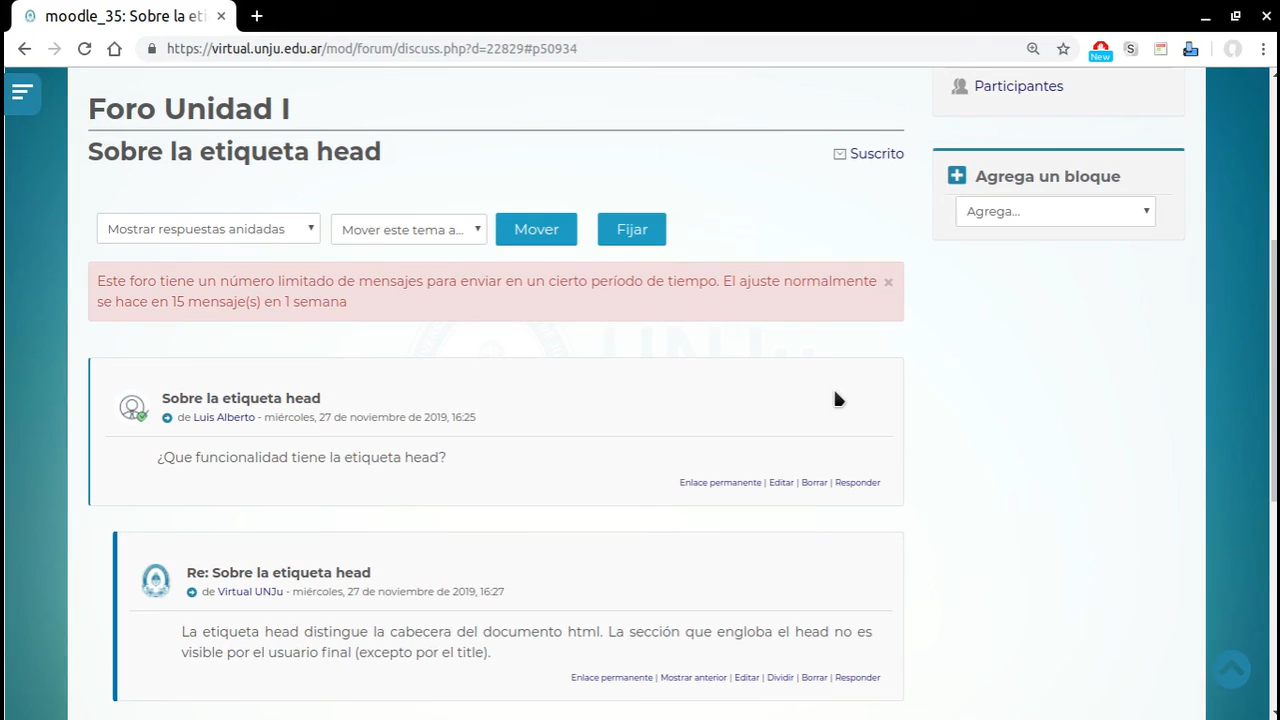 moodle_35: Sobre la eti
https://virtual.unju.edu.ar/mod/forum/discuss.php?d=22829#p50934
New
S
Participantes
Foro Unidad I
Sobre la etiqueta head
Suscrito
Agrega un bloque
Agrega...
Mostrar respuestas anidadas
Mover este tema a...
Mover
Fijar
Este foro tiene un número limitado de mensajes para enviar en un cierto período de tiempo. El ajuste normalmente
se hace en 15 mensaje(s) en 1 semana
UNJu
Sobre la etiqueta head
de Luis Alberto - miércoles, 27 de noviembre de 2019, 16:25
¿Que funcionalidad tiene la etiqueta head?
Enlace permanente | Editar | Borrar | Responder
Re: Sobre la etiqueta head
de Virtual UNJu - miércoles, 27 de noviembre de 2019, 16:27
La etiqueta head distingue la cabecera del documento html. La sección que engloba el head no es
visible por el usuario final (excepto por el title).
Enlace permanente | Mostrar anterior | Editar | Dividir | Borrar | Responder